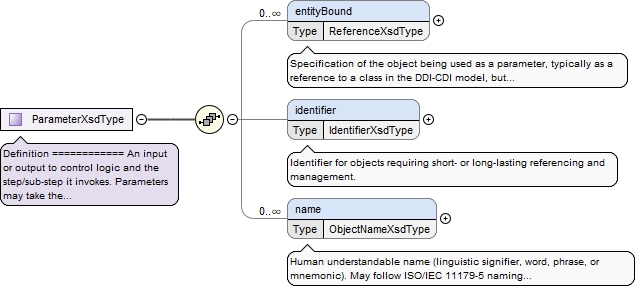 0..∞
entityBound
Type ReferenceXsdType
Specification of the object being used as a parameter, typically as a
reference to a class in the DDI-CDI model, but...
ParameterXsdType
Definition ============ An input
or output to control logic and the
step/sub-step it invokes. Parameters
may take the...
identifier
Type IdentifierXsdType
Identifier for objects requiring short- or long-lasting referencing and
management.
0..∞
name
Type ObjectNameXsdType
Human understandable name (linguistic signifier, word, phrase, or
mnemonic). May follow ISO/IEC 11179-5 naming...